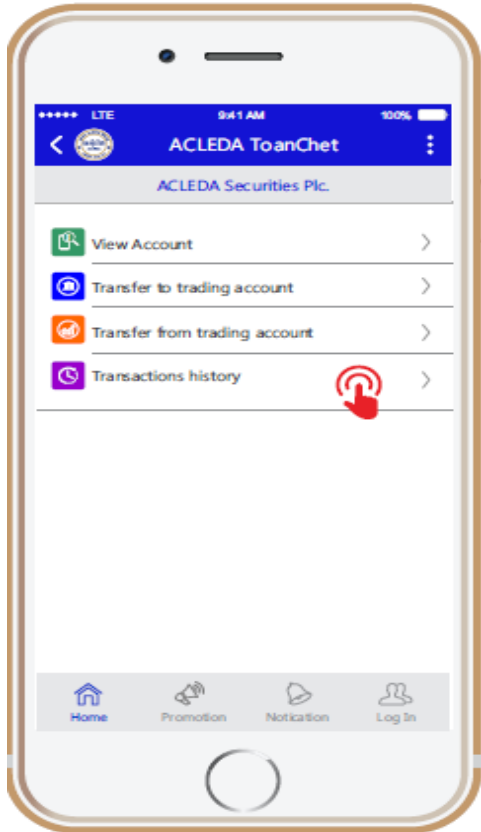 LTE 9:41 AM 100%
ACLEDA ToanChet
ACLEDA Securities Plc.
View Account
Transfer to trading account
Transfer from trading account
Transactions history
Home Promotion Notication Log In